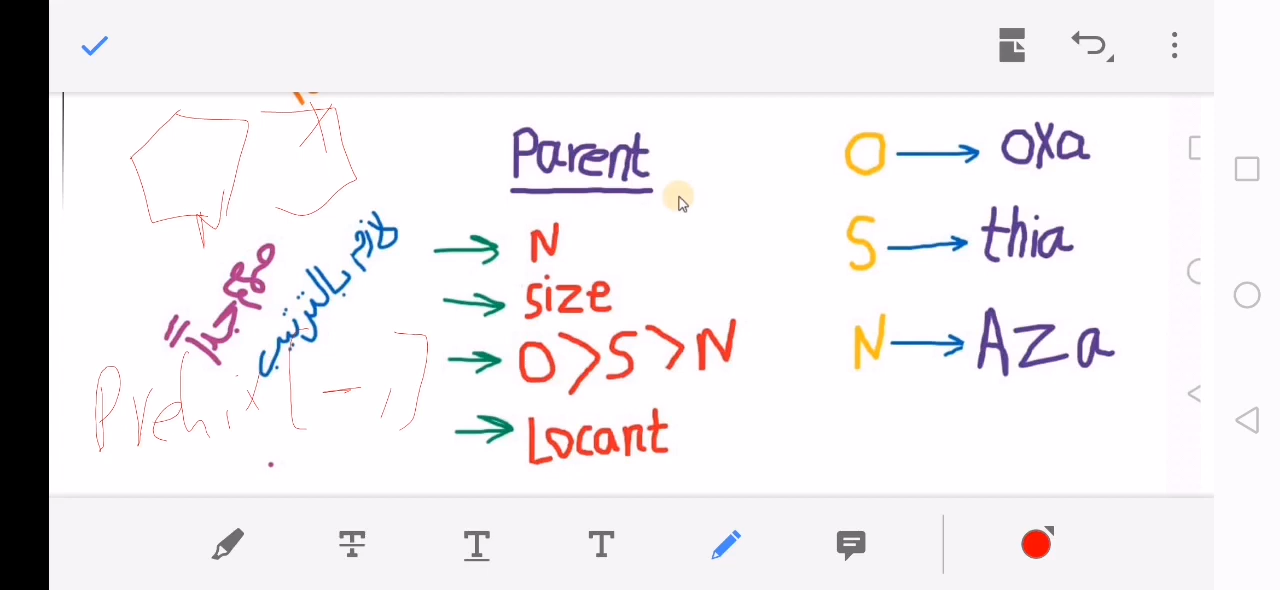 Parent
→ N
→ size
→ O > S > N
→ Locant
O → oxa
S → thia
N → Aza
مهم جداً
لازم بالترتيب
Prefix [ - , ]